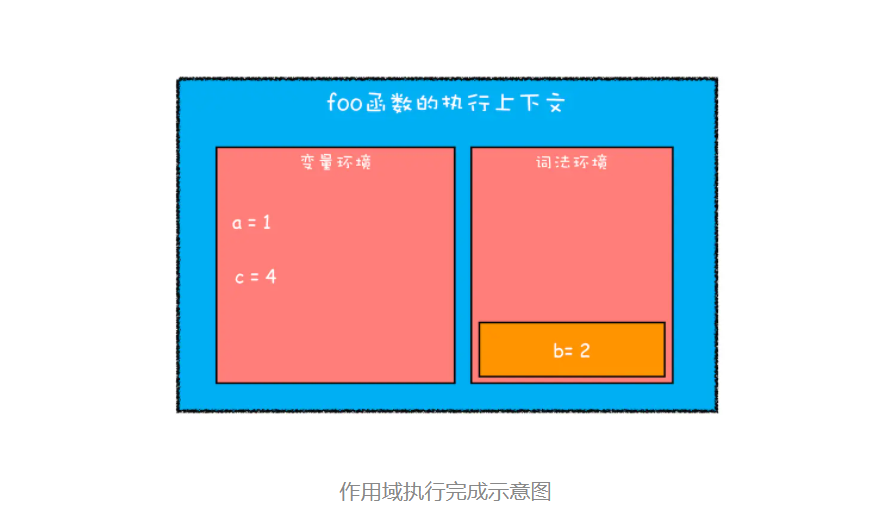 foo函数的执行上下文
变量环境
a = 1
c = 4
词法环境
b= 2
作用域执行完成示意图